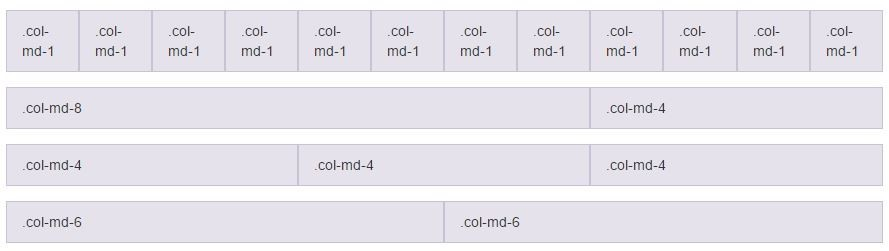 .col- .col- .col- .col- .col- .col- .col- .col- .col- .col- .col- .col-
md-1 md-1 md-1 md-1 md-1 md-1 md-1 md-1 md-1 md-1 md-1 md-1
.col-md-8 .col-md-4
.col-md-4 .col-md-4 .col-md-4
.col-md-6 .col-md-6